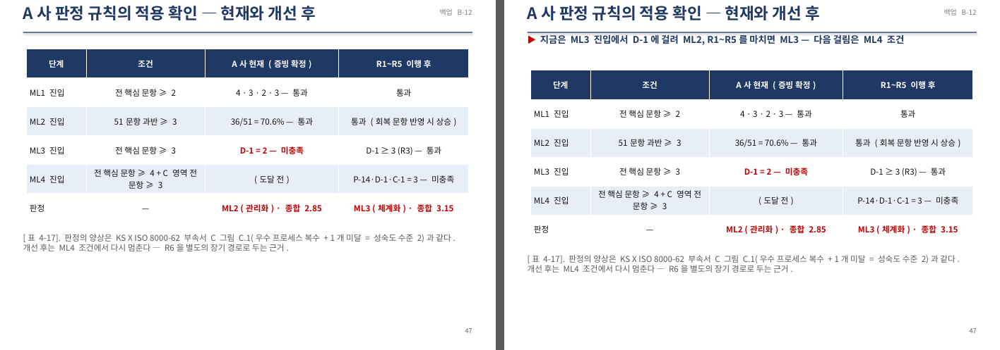 A 사 판정 규칙의 적용 확인 — 현재와 개선 후
백업 B-12
단계 조건 A 사 현재 ( 증빙 확정 ) R1~R5 이행 후
ML1 진입 전 핵심 문항 ≥ 2 4 · 3 · 2 · 3 — 통과 통과
ML2 진입 51 문항 과반 ≥ 3 36/51 = 70.6% — 통과 통과 ( 회복 문항 반영 시 상승 )
ML3 진입 전 핵심 문항 ≥ 3 D-1 = 2 — 미충족 D-1 ≥ 3 (R3) — 통과
ML4 진입 전 핵심 문항 ≥ 4 + C 영역 전 ( 도달 전 ) P-14·D-1·C-1 = 3 — 미충족
문항 ≥ 3
판정 — ML2 ( 관리화 ) · 종합 2.85 ML3 ( 체계화 ) · 종합 3.15
[ 표 4-17]. 판정의 양상은 KS X ISO 8000-62 부속서 C 그림 C.1( 우수 프로세스 복수 + 1 개 미달 = 성숙도 수준 2) 과 같다 .
개선 후는 ML4 조건에서 다시 멈춘다 — R6 을 별도의 장기 경로로 두는 근거 .
47
A 사 판정 규칙의 적용 확인 — 현재와 개선 후
백업 B-12
▶ 지금은 ML3 진입에서 D-1 에 걸려 ML2, R1~R5 를 마치면 ML3 — 다음 걸림은 ML4 조건
단계 조건 A 사 현재 ( 증빙 확정 ) R1~R5 이행 후
ML1 진입 전 핵심 문항 ≥ 2 4 · 3 · 2 · 3 — 통과 통과
ML2 진입 51 문항 과반 ≥ 3 36/51 = 70.6% — 통과 통과 ( 회복 문항 반영 시 상승 )
ML3 진입 전 핵심 문항 ≥ 3 D-1 = 2 — 미충족 D-1 ≥ 3 (R3) — 통과
ML4 진입 전 핵심 문항 ≥ 4 + C 영역 전 ( 도달 전 ) P-14·D-1·C-1 = 3 — 미충족
문항 ≥ 3
판정 — ML2 ( 관리화 ) · 종합 2.85 ML3 ( 체계화 ) · 종합 3.15
[ 표 4-17]. 판정의 양상은 KS X ISO 8000-62 부속서 C 그림 C.1( 우수 프로세스 복수 + 1 개 미달 = 성숙도 수준 2) 과 같다 .
개선 후는 ML4 조건에서 다시 멈춘다 — R6 을 별도의 장기 경로로 두는 근거 .
47